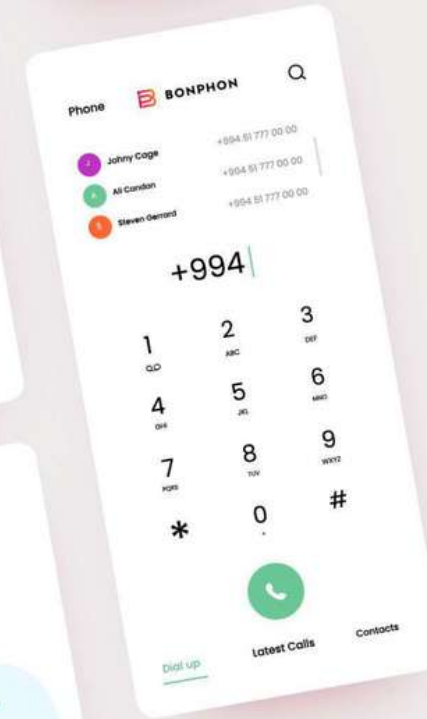 Phone BONPHON
J Johny Cage +994 51 777 00 00
A Ali Candan +994 51 777 00 00
S Steven Gerrard +994 51 777 00 00
+994
1 2 3
ABC DEF
4 5 6
GHI JKL MNO
7 8 9
PQRS TUV WXYZ
* 0 #
Dial up Latest Calls Contacts